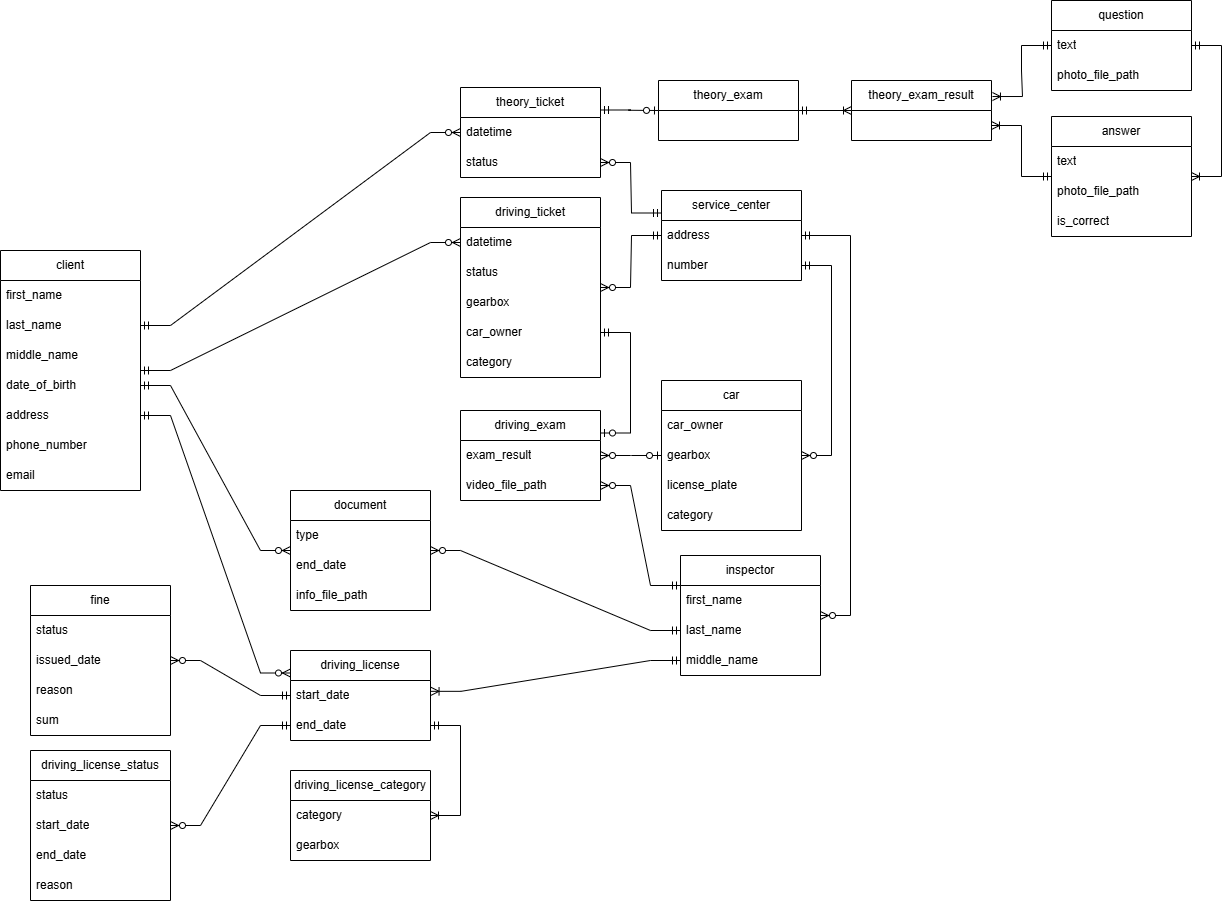 question
text
photo_file_path
answer
text
photo_file_path
is_correct
theory_exam_result
theory_exam
theory_ticket
datetime
status
driving_ticket
datetime
status
gearbox
car_owner
category
service_center
address
number
client
first_name
last_name
middle_name
date_of_birth
address
phone_number
email
car
car_owner
gearbox
license_plate
category
driving_exam
exam_result
video_file_path
document
type
end_date
info_file_path
inspector
first_name
last_name
middle_name
fine
status
issued_date
reason
sum
driving_license
start_date
end_date
driving_license_status
status
start_date
end_date
reason
driving_license_category
category
gearbox